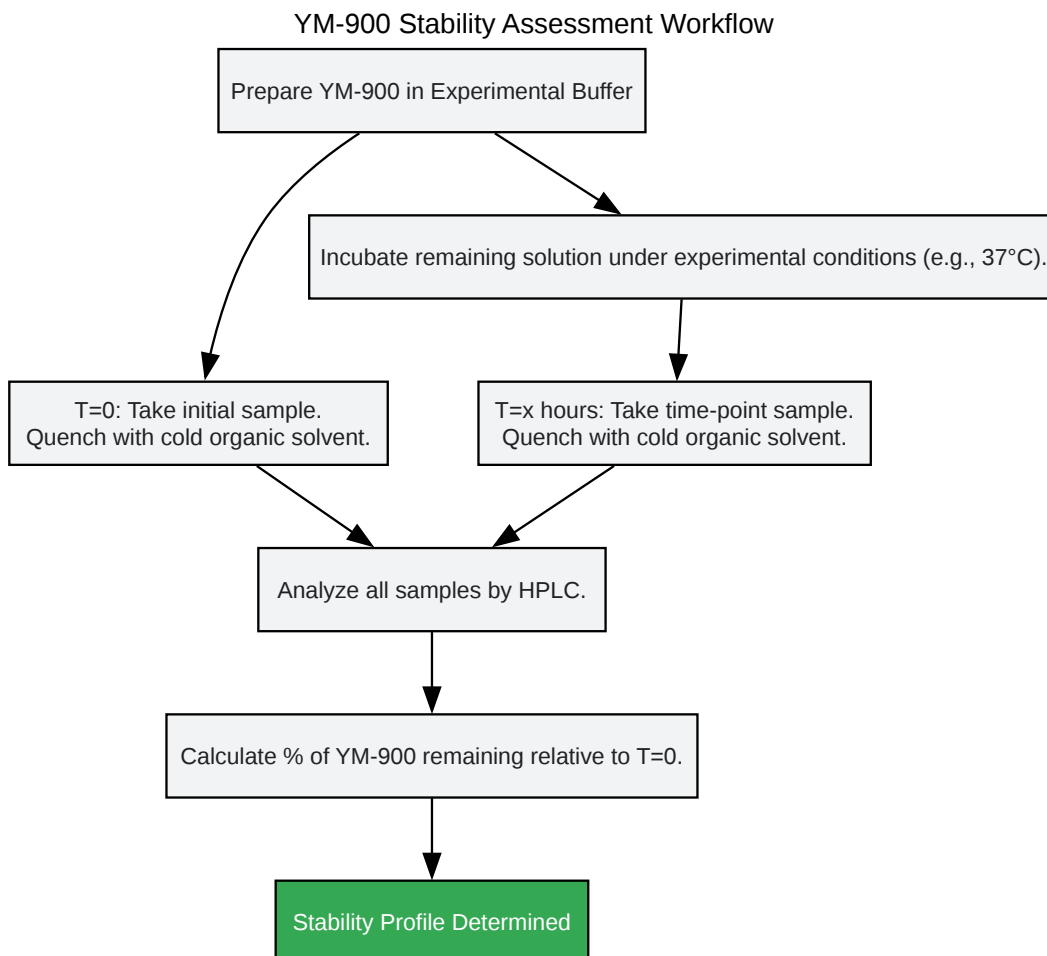 YM-900 Stability Assessment Workflow
Prepare YM-900 in Experimental Buffer
Incubate remaining solution under experimental conditions (e.g., 37°C).
T=0: Take initial sample.
Quench with cold organic solvent.
T=x hours: Take time-point sample.
Quench with cold organic solvent.
Analyze all samples by HPLC.
Calculate % of YM-900 remaining relative to T=0.
Stability Profile Determined